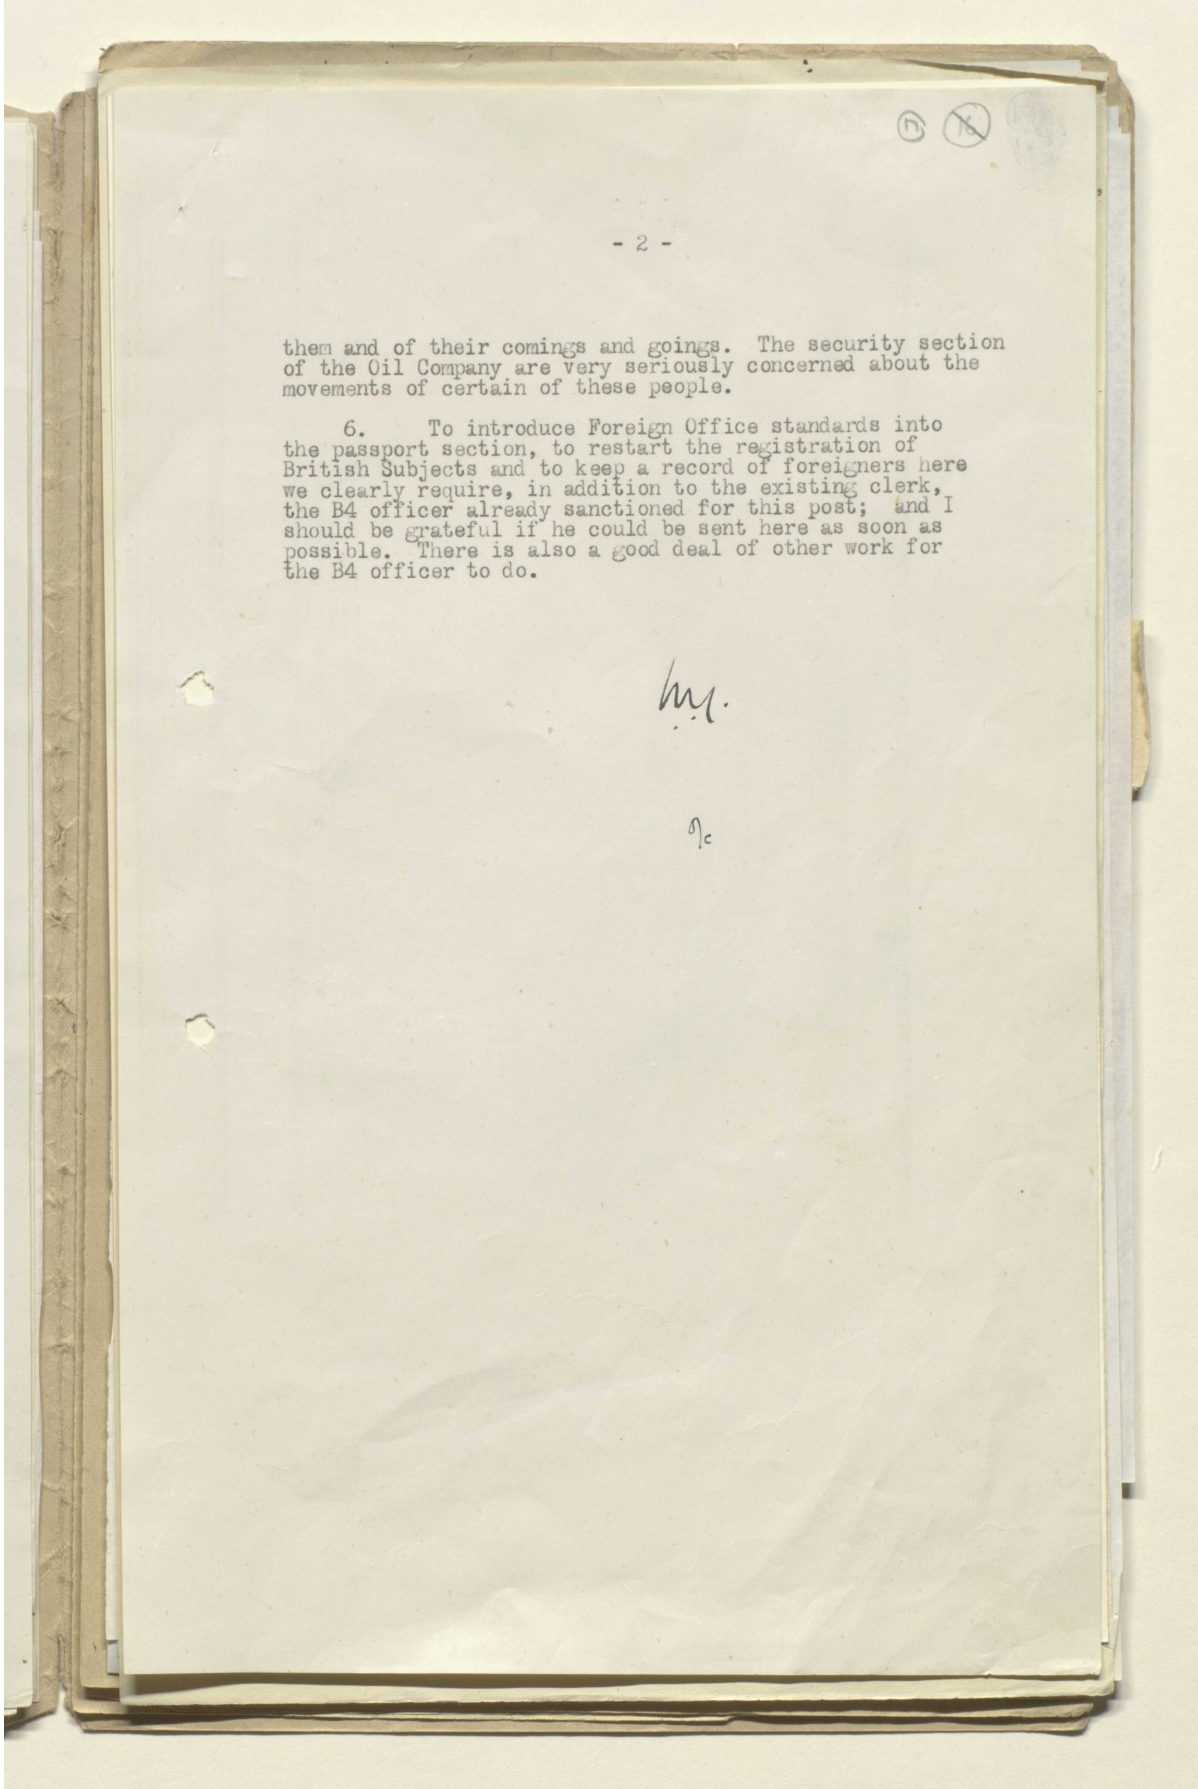 - 2 -
them and of their comings and goings. The security section
of the Oil Company are very seriously concerned about the
movements of certain of these people.
6. To introduce Foreign Office standards into
the passport section, to restart the registration of
British Subjects and to keep a record of foreigners here
we clearly require, in addition to the existing clerk,
the B4 officer already sanctioned for this post; and I
should be grateful if he could be sent here as soon as
possible. There is also a good deal of other work for
the B4 officer to do.